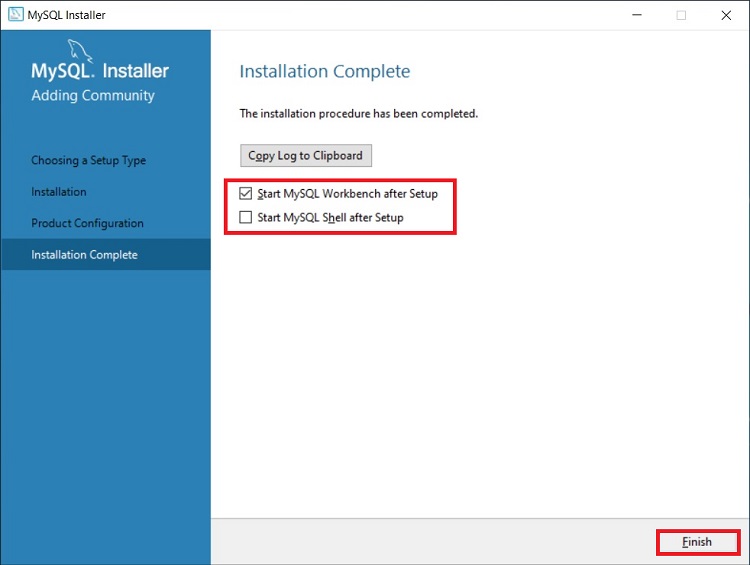 MySQL Installer
MySQL. Installer
Adding Community
Choosing a Setup Type
Installation
Product Configuration
Installation Complete
Installation Complete
The installation procedure has been completed.
Copy Log to Clipboard
Start MySQL Workbench after Setup
Start MySQL Shell after Setup
Finish